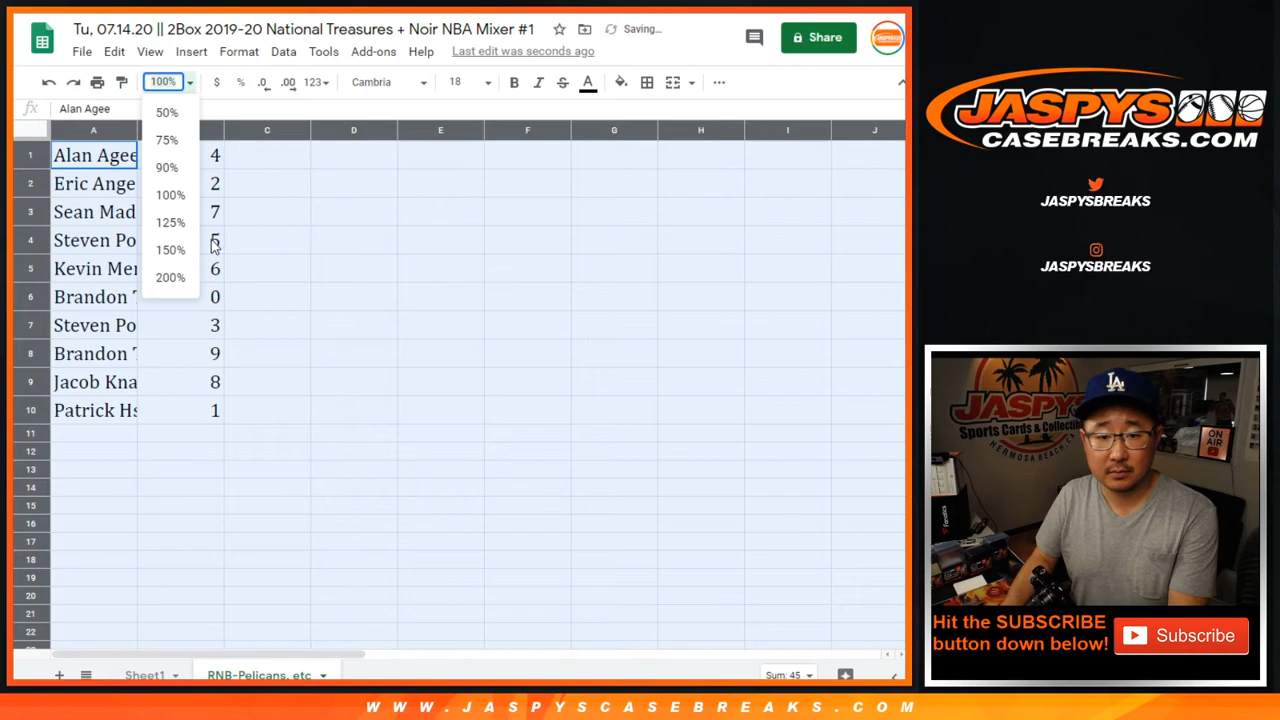 Tu, 07.14.20 || 2Box 2019-20 National Treasures + Noir NBA Mixer #1
Saving...
Share
File Edit View Insert Format Data Tools Add-ons Help Last edit was seconds ago
100% $ % .0 .00 123 Cambria 18 B I S A
fx Alan Agee
A C D E F G H I J
50%
75%
90%
100%
125%
150%
200%
1 Alan Agee 4
2 Eric Ange 2
3 Sean Mad 7
4 Steven Po 5
5 Kevin Mer 6
6 Brandon T 0
7 Steven Po 3
8 Brandon T 9
9 Jacob Kna 8
10 Patrick Hs 1
11
12
13
14
15
16
17
18
19
20
21
22
Sheet1 RNB-Pelicans, etc Sum: 45
JASPYS
CASEBREAKS.COM
JASPYSBREAKS
JASPYSBREAKS
JASPYS
Sports Cards & Collectib
HERMOSA BEACH,
ON
AIR
Fanatics
LA
Hit the SUBSCRIBE
button down below!
Subscribe
WWW.JASPYSCASEBREAKS.COM